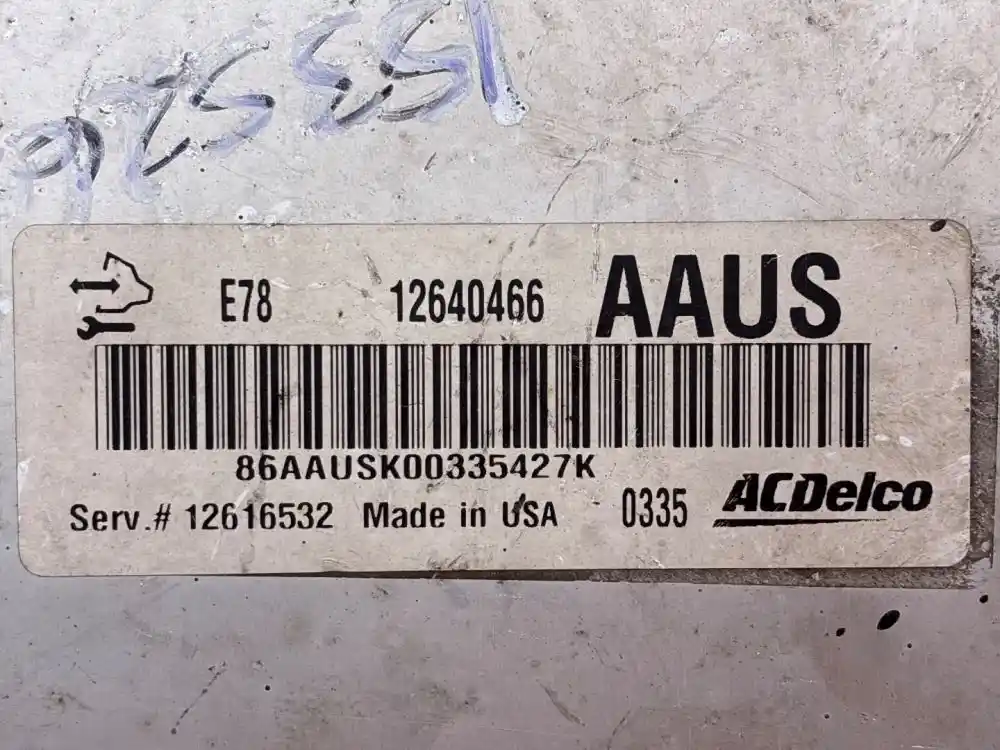 E78 12640466 AAUS
86AAUSK00335427K
Serv.# 12616532 Made in USA 0335 ACDelco